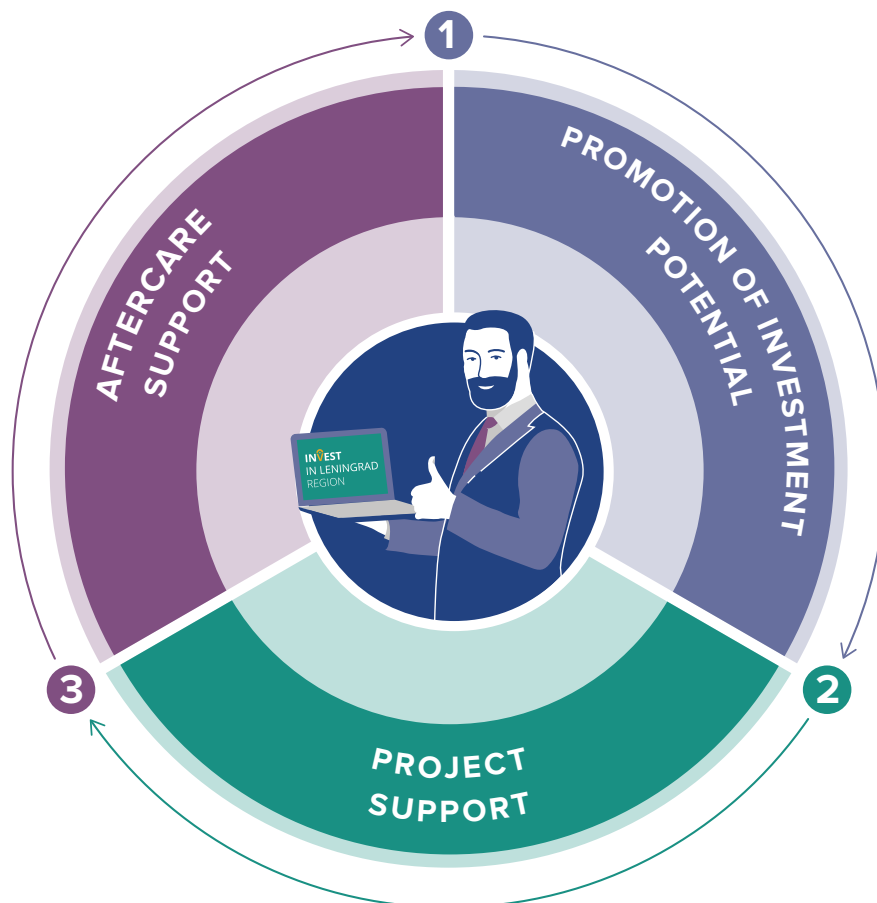 1
PROMOTION OF INVESTMENT
POTENTIAL
2
PROJECT
SUPPORT
3
AFTERCARE
SUPPORT
INVEST
IN LENINGRAD
REGION